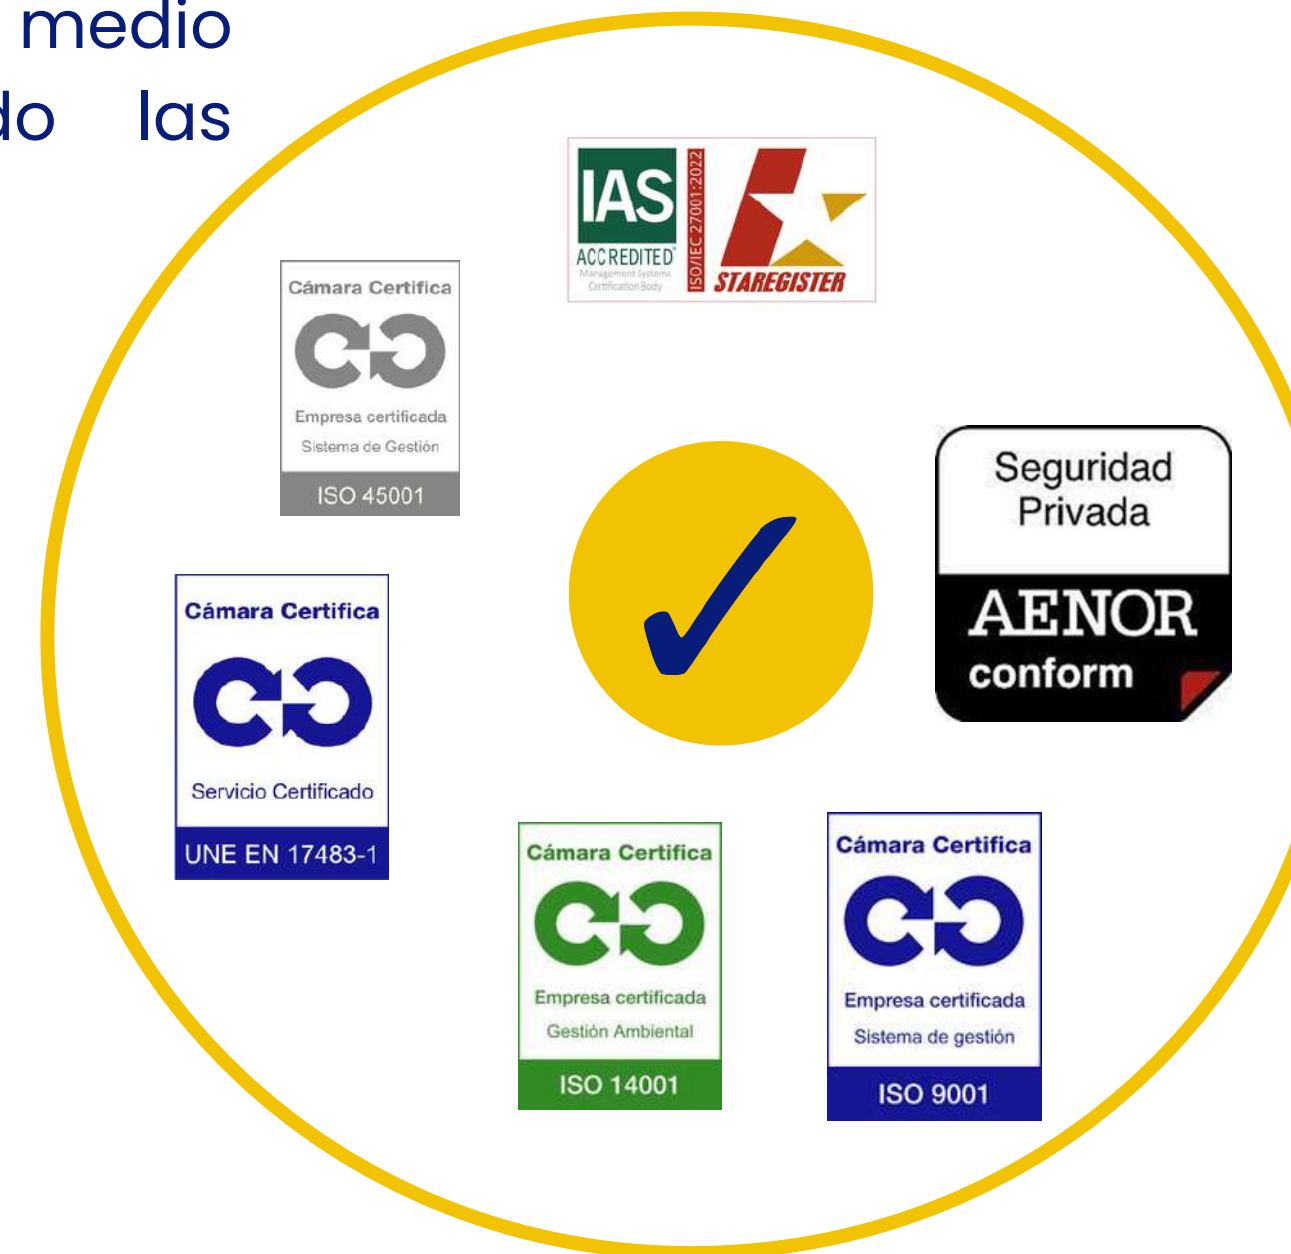 medio
do las
IAS
ACCREDITED
Management Systems
Certification Body
ISO/IEC 27001:2022
STAREGISTER
Cámara Certifica
Empresa certificada
Sistema de Gestión
ISO 45001
Seguridad
Privada
AENOR
conform
Cámara Certifica
Servicio Certificado
UNE EN 17483-1
Cámara Certifica
Empresa certificada
Gestión Ambiental
ISO 14001
Cámara Certifica
Empresa certificada
Sistema de gestión
ISO 9001